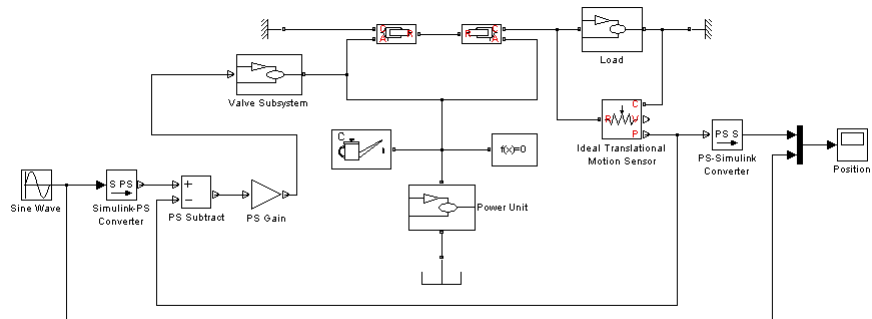 C
R
R
C
A
A
Load
Valve Subsystem
C
R
V
P
Ideal Translational
Motion Sensor
PS S
PS-Simulink
Converter
Position
C
f(x)=0
Sine Wave
S PS
Simulink-PS
Converter
+
−
PS Subtract
PS Gain
Power Unit